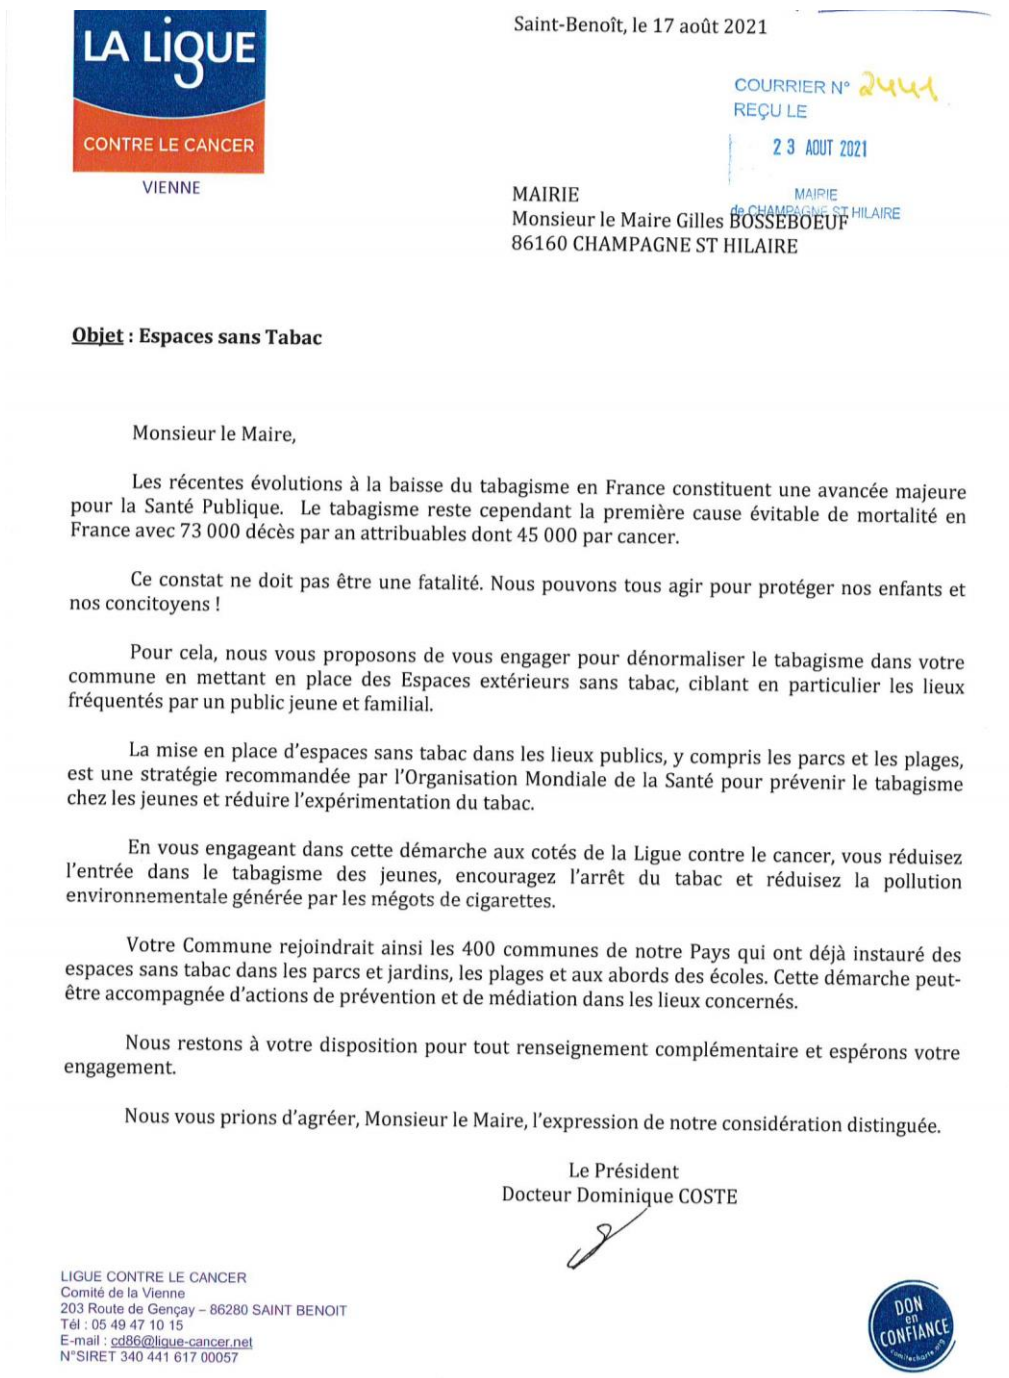 LA LIGUE
CONTRE LE CANCER
VIENNE
Saint-Benoît, le 17 août 2021
COURRIER N° 2441
REÇU LE
23 AOUT 2021
MAIRIE
de CHAMPAGNE ST HILAIRE
MAIRIE
Monsieur le Maire Gilles BOSSEBOEUF
86160 CHAMPAGNE ST HILAIRE
Objet : Espaces sans Tabac
Monsieur le Maire,
Les récentes évolutions à la baisse du tabagisme en France constituent une avancée majeure
pour la Santé Publique. Le tabagisme reste cependant la première cause évitable de mortalité en
France avec 73 000 décès par an attribuables dont 45 000 par cancer.
Ce constat ne doit pas être une fatalité. Nous pouvons tous agir pour protéger nos enfants et
nos concitoyens !
Pour cela, nous vous proposons de vous engager pour dénormaliser le tabagisme dans votre
commune en mettant en place des Espaces extérieurs sans tabac, ciblant en particulier les lieux
fréquentés par un public jeune et familial.
La mise en place d'espaces sans tabac dans les lieux publics, y compris les parcs et les plages,
est une stratégie recommandée par l'Organisation Mondiale de la Santé pour prévenir le tabagisme
chez les jeunes et réduire l'expérimentation du tabac.
En vous engageant dans cette démarche aux cotés de la Ligue contre le cancer, vous réduisez
l'entrée dans le tabagisme des jeunes, encouragez l'arrêt du tabac et réduisez la pollution
environnementale générée par les mégots de cigarettes.
Votre Commune rejoindrait ainsi les 400 communes de notre Pays qui ont déjà instauré des
espaces sans tabac dans les parcs et jardins, les plages et aux abords des écoles. Cette démarche peut-
être accompagnée d'actions de prévention et de médiation dans les lieux concernés.
Nous restons à votre disposition pour tout renseignement complémentaire et espérons votre
engagement.
Nous vous prions d'agréer, Monsieur le Maire, l'expression de notre considération distinguée.
Le Président
Docteur Dominique COSTE
LIGUE CONTRE LE CANCER
Comité de la Vienne
203 Route de Gençay – 86280 SAINT BENOIT
Tél : 05 49 47 10 15
E-mail : cd86@ligue-cancer.net
N°SIRET 340 441 617 00057
DON
en
CONFIANCE
comitecharte.org